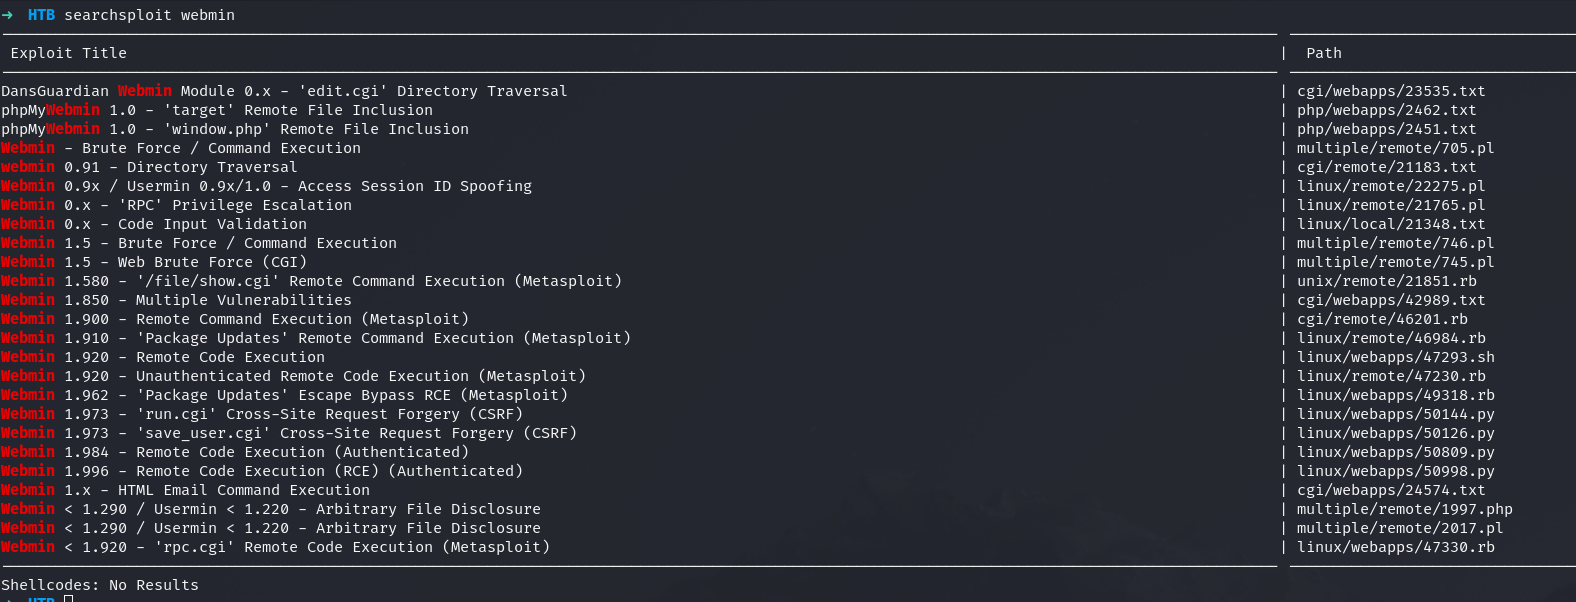 → HTB searchsploit webmin
Exploit Title | Path
DansGuardian Webmin Module 0.x - 'edit.cgi' Directory Traversal | cgi/webapps/23535.txt
phpMyWebmin 1.0 - 'target' Remote File Inclusion | php/webapps/2462.txt
phpMyWebmin 1.0 - 'window.php' Remote File Inclusion | php/webapps/2451.txt
Webmin - Brute Force / Command Execution | multiple/remote/705.pl
webmin 0.91 - Directory Traversal | cgi/remote/21183.txt
Webmin 0.9x / Usermin 0.9x/1.0 - Access Session ID Spoofing | linux/remote/22275.pl
Webmin 0.x - 'RPC' Privilege Escalation | linux/remote/21765.pl
Webmin 0.x - Code Input Validation | linux/local/21348.txt
Webmin 1.5 - Brute Force / Command Execution | multiple/remote/746.pl
Webmin 1.5 - Web Brute Force (CGI) | multiple/remote/745.pl
Webmin 1.580 - '/file/show.cgi' Remote Command Execution (Metasploit) | unix/remote/21851.rb
Webmin 1.850 - Multiple Vulnerabilities | cgi/webapps/42989.txt
Webmin 1.900 - Remote Command Execution (Metasploit) | cgi/remote/46201.rb
Webmin 1.910 - 'Package Updates' Remote Command Execution (Metasploit) | linux/remote/46984.rb
Webmin 1.920 - Remote Code Execution | linux/webapps/47293.sh
Webmin 1.920 - Unauthenticated Remote Code Execution (Metasploit) | linux/remote/47230.rb
Webmin 1.962 - 'Package Updates' Escape Bypass RCE (Metasploit) | linux/webapps/49318.rb
Webmin 1.973 - 'run.cgi' Cross-Site Request Forgery (CSRF) | linux/webapps/50144.py
Webmin 1.973 - 'save_user.cgi' Cross-Site Request Forgery (CSRF) | linux/webapps/50126.py
Webmin 1.984 - Remote Code Execution (Authenticated) | linux/webapps/50809.py
Webmin 1.996 - Remote Code Execution (RCE) (Authenticated) | linux/webapps/50998.py
Webmin 1.x - HTML Email Command Execution | cgi/webapps/24574.txt
Webmin < 1.290 / Usermin < 1.220 - Arbitrary File Disclosure | multiple/remote/1997.php
Webmin < 1.290 / Usermin < 1.220 - Arbitrary File Disclosure | multiple/remote/2017.pl
Webmin < 1.920 - 'rpc.cgi' Remote Code Execution (Metasploit) | linux/webapps/47330.rb
Shellcodes: No Results
→ HTB